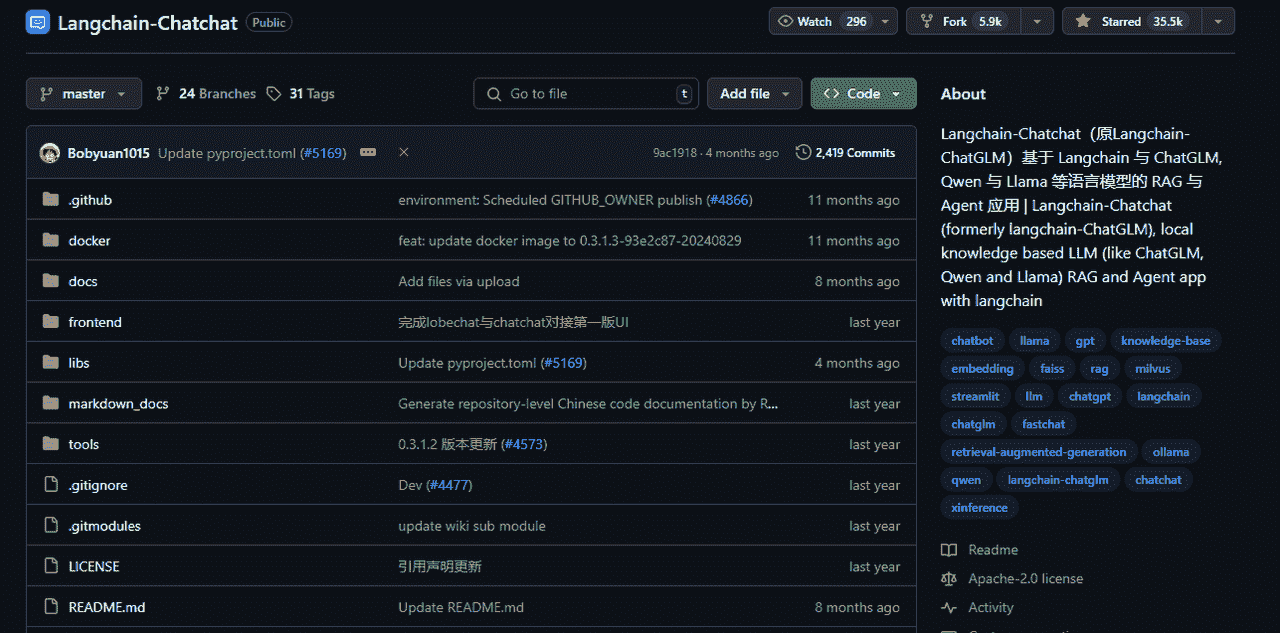 Langchain-Chatchat Public Watch 296 Fork 5.9k Starred 35.5k
master 24 Branches 31 Tags Go to file t Add file Code
Bobyuan1015 Update pyproject.toml (#5169) 9ac1918 · 4 months ago 2,419 Commits
.github environment: Scheduled GITHUB_OWNER publish (#4866) 11 months ago
docker feat: update docker image to 0.3.1.3-93e2c87-20240829 11 months ago
docs Add files via upload 8 months ago
frontend 完成lobechat与chatchat对接第一版UI last year
libs Update pyproject.toml (#5169) 4 months ago
markdown_docs Generate repository-level Chinese code documentation by R... last year
tools 0.3.1.2 版本更新 (#4573) last year
.gitignore Dev (#4477) last year
.gitmodules update wiki sub module last year
LICENSE 引用声明更新 last year
README.md Update README.md 8 months ago
About
Langchain-Chatchat（原Langchain-
ChatGLM）基于 Langchain 与 ChatGLM,
Qwen 与 Llama 等语言模型的 RAG 与
Agent 应用 | Langchain-Chatchat
(formerly langchain-ChatGLM), local
knowledge based LLM (like ChatGLM,
Qwen and Llama) RAG and Agent app
with langchain
chatbot llama gpt knowledge-base
embedding faiss rag milvus
streamlit llm chatgpt langchain
chatglm fastchat
retrieval-augmented-generation ollama
qwen langchain-chatglm chatchat
xinference
Readme
Apache-2.0 license
Activity